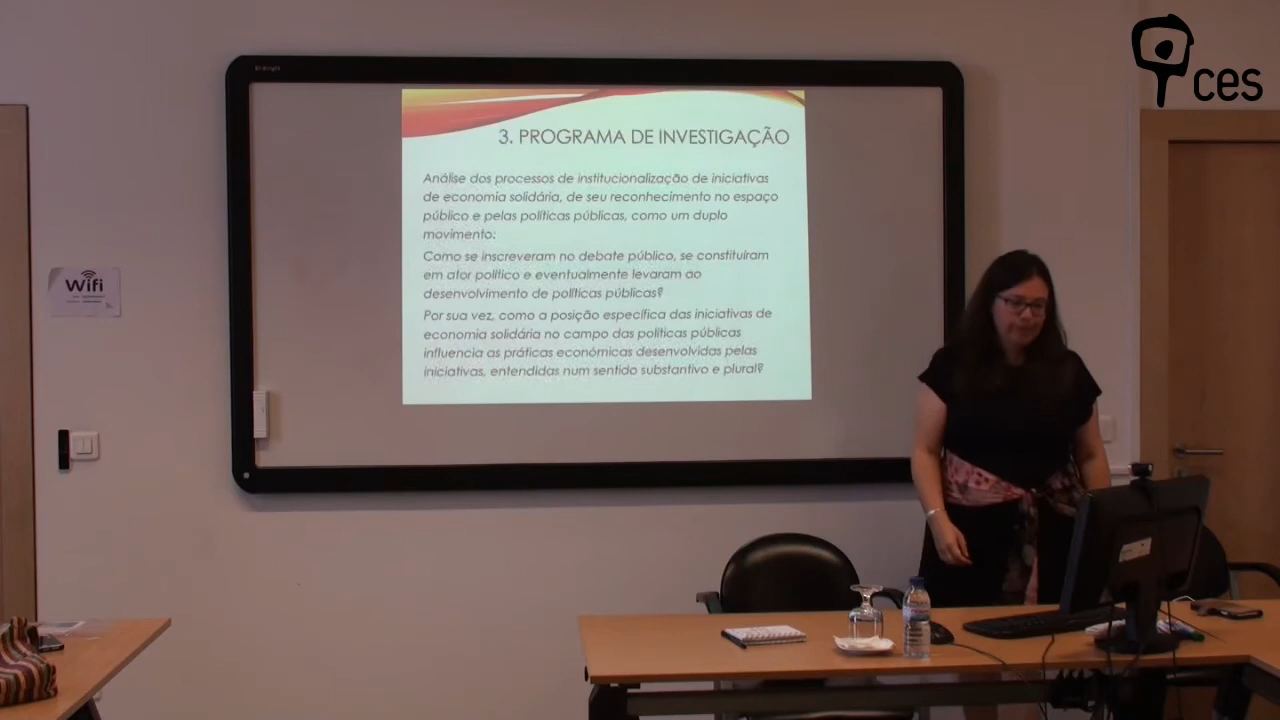 ces
3. PROGRAMA DE INVESTIGAÇÃO
Análise dos processos de institucionalização de iniciativas
de economia solidária, de seu reconhecimento no espaço
público e pelas políticas públicas, como um duplo
movimento:
Como se inscreveram no debate público, se constituíram
em ator político e eventualmente levaram ao
desenvolvimento de políticas públicas?
Por sua vez, como a posição específica das iniciativas de
economia solidária no campo das políticas públicas
influencia as práticas económicas desenvolvidas pelas
iniciativas, entendidas num sentido substantivo e plural?
Wifi